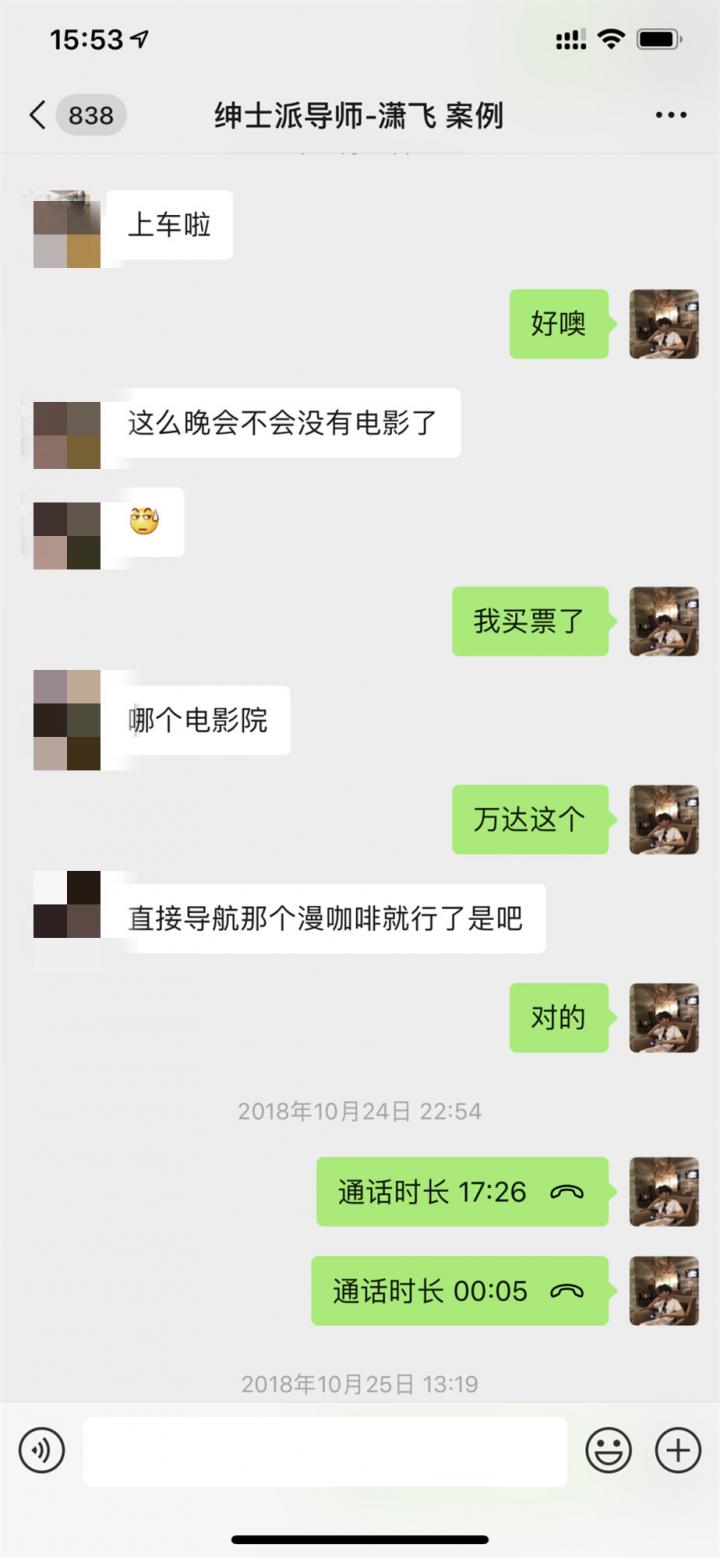 15:53
838
绅士派导师-潇飞 案例
上车啦
好噢
这么晚会不会没有电影了
我买票了
哪个电影院
万达这个
直接导航那个漫咖啡就行了是吧
对的
2018年10月24日 22:54
通话时长 17:26
通话时长 00:05
2018年10月25日 13:19